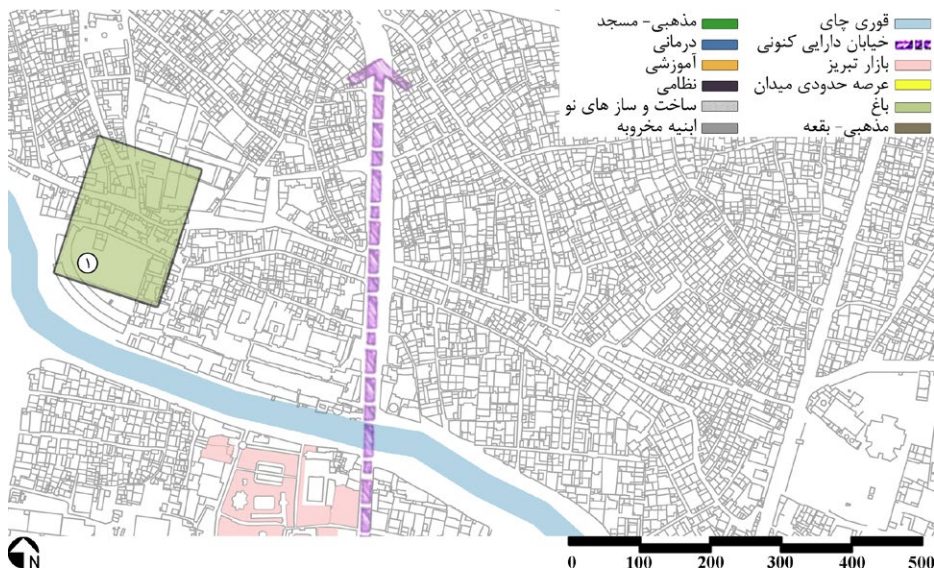 مذهبی- مسجد
درمانی
آموزشی
نظامی
ساخت و ساز های نو
ابنیه مخروبه
قوری چای
خیابان دارایی کنونی
بازار تبریز
عرصه حدودی میدان
باغ
مذهبی- بقعه
۱
N
0 100 200 300 400 500